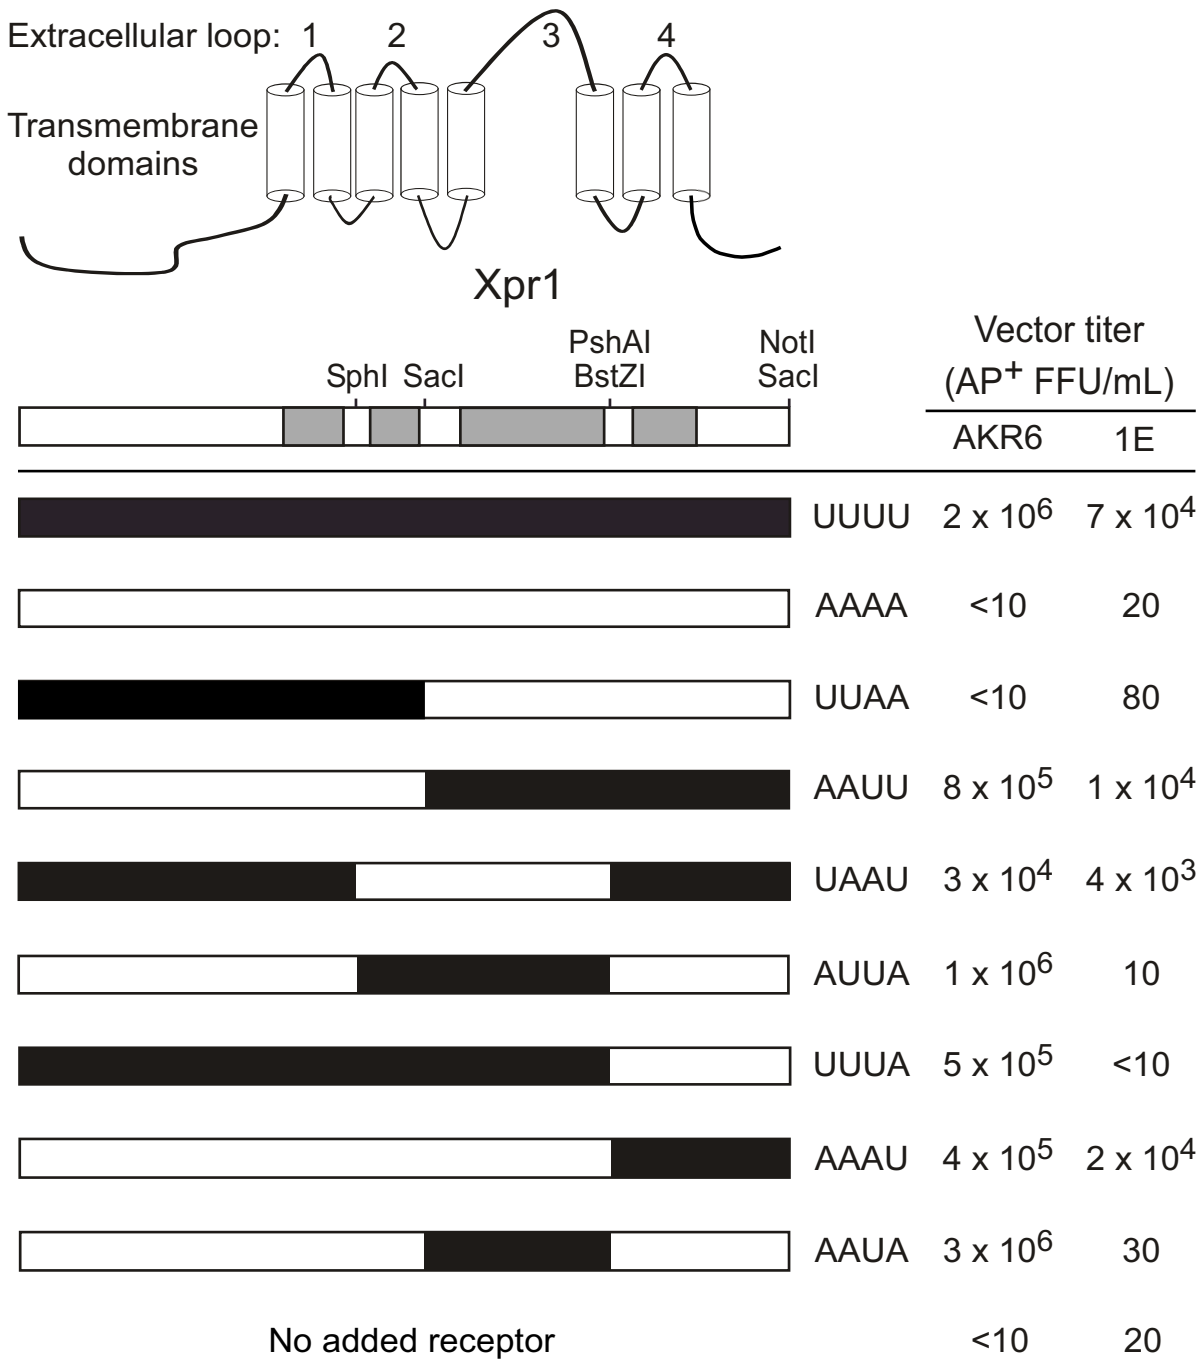 Extracellular loop: 1 2 3 4
Transmembrane
domains
Xpr1
Vector titer
(AP+ FFU/mL)
PshAI NotI
SphI SacI BstZI SacI
AKR6 1E
UUUU 2 x 10^6 7 x 10^4
AAAA <10 20
UUAA <10 80
AAUU 8 x 10^5 1 x 10^4
UAAU 3 x 10^4 4 x 10^3
AUUA 1 x 10^6 10
UUUA 5 x 10^5 <10
AAAU 4 x 10^5 2 x 10^4
AAUA 3 x 10^6 30
No added receptor <10 20